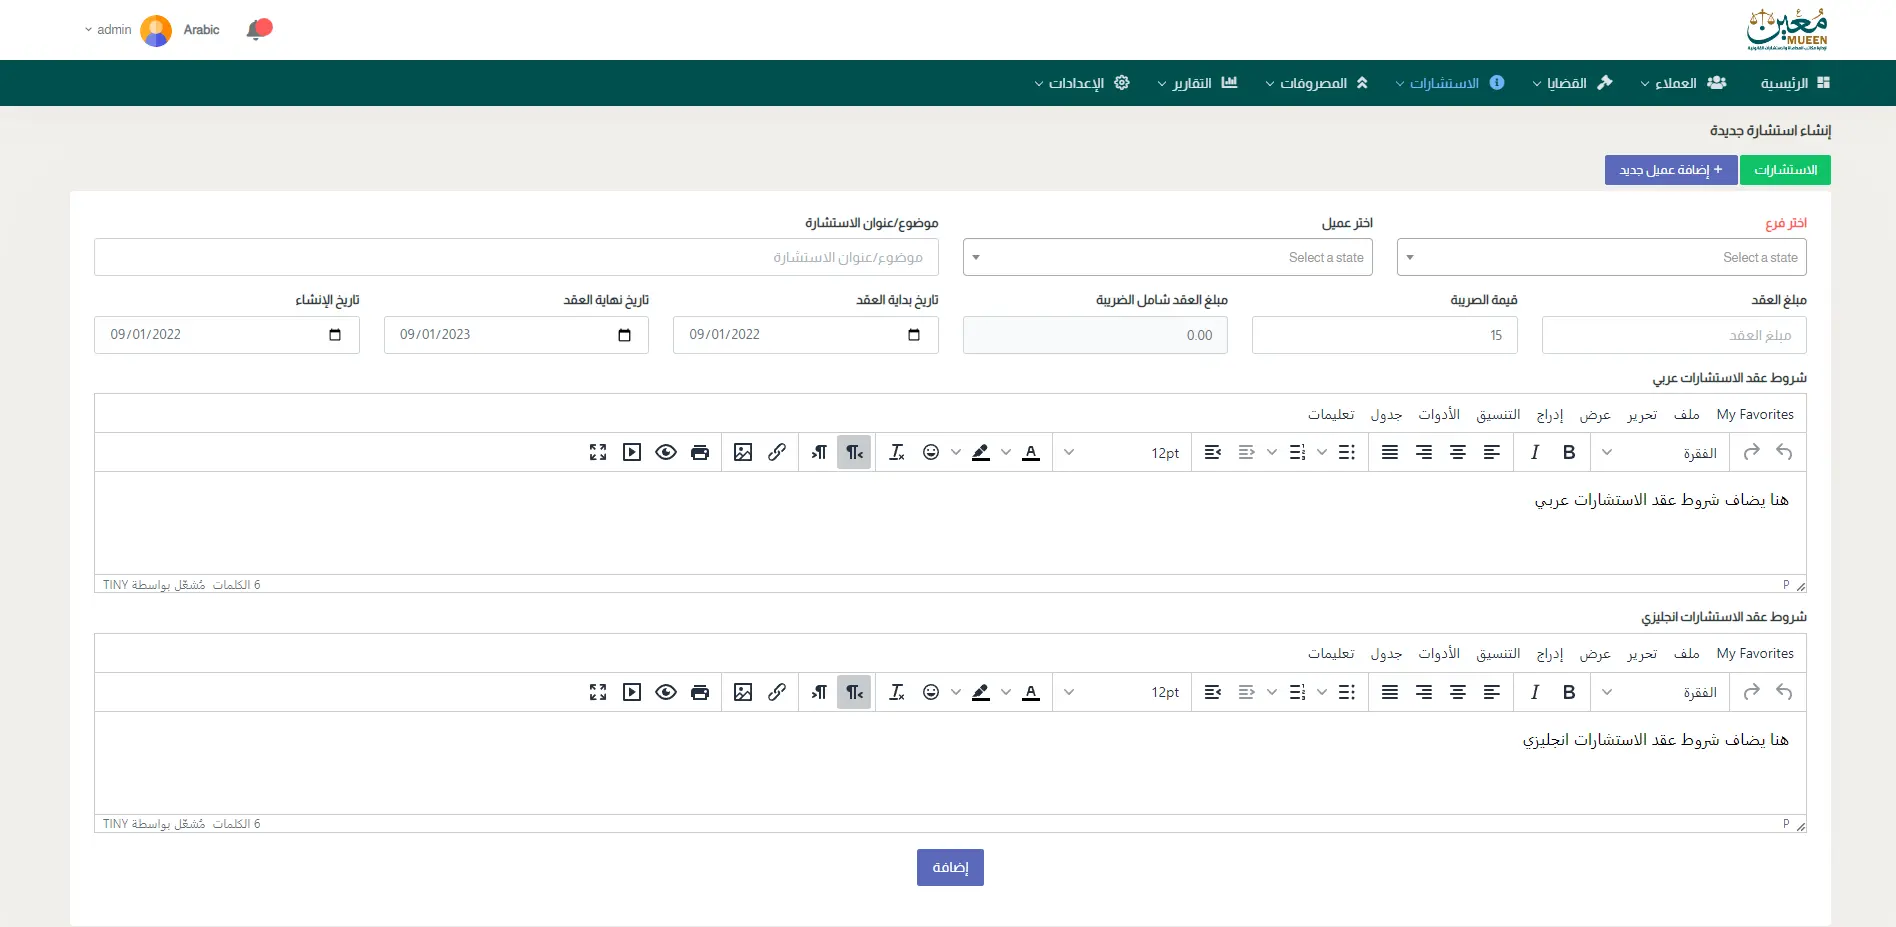 معين
MUEEN
Arabic
admin
الرئيسية
العملاء
القضايا
الاستشارات
المصروفات
التقارير
الإعدادات
إنشاء استشارة جديدة
الاستشارات
+ إضافة عميل جديد
اختر فرع
اختر عميل
موضوع/عنوان الاستشارة
Select a state
Select a state
موضوع/عنوان الاستشارة
مبلغ العقد
قيمة الضريبة
مبلغ العقد شامل الضريبة
تاريخ بداية العقد
تاريخ نهاية العقد
تاريخ الإنشاء
مبلغ العقد
15
0.00
09/01/2022
09/01/2023
09/01/2022
شروط عقد الاستشارات عربي
My Favorites ملف تحرير عرض إدراج التنسيق الأدوات جدول تعليمات
الفقرة
12pt
هنا يضاف شروط عقد الاستشارات عربي
P
6 الكلمات مُشغّل بواسطة TINY
شروط عقد الاستشارات انجليزي
My Favorites ملف تحرير عرض إدراج التنسيق الأدوات جدول تعليمات
الفقرة
12pt
هنا يضاف شروط عقد الاستشارات انجليزي
P
6 الكلمات مُشغّل بواسطة TINY
إضافة